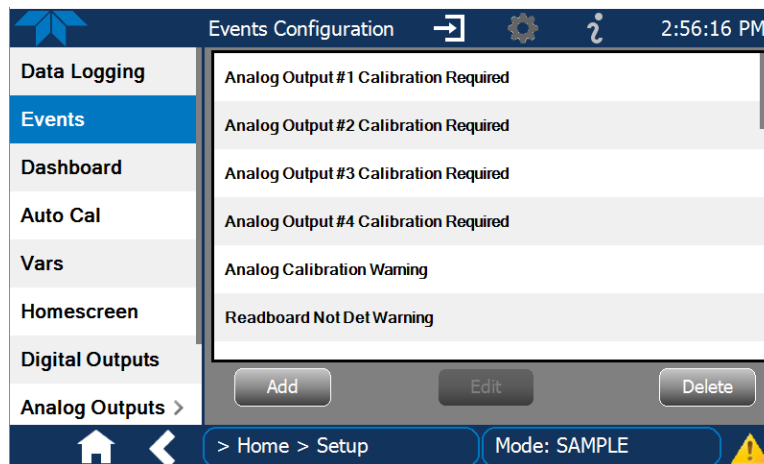 Events Configuration
2:56:16 PM
Data Logging
Events
Dashboard
Auto Cal
Vars
Homescreen
Digital Outputs
Analog Outputs >
Analog Output #1 Calibration Required
Analog Output #2 Calibration Required
Analog Output #3 Calibration Required
Analog Output #4 Calibration Required
Analog Calibration Warning
Readboard Not Det Warning
Add
Edit
Delete
> Home > Setup
Mode: SAMPLE